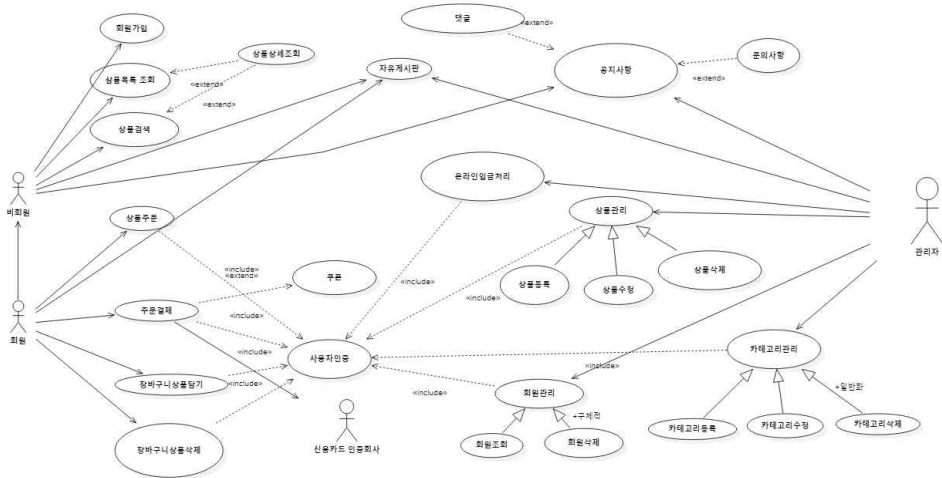 댓글
«extend»
회원가입
상품상세조회
공지사항
문의사항
상품목록 조회
자유게시판
«extend»
«extend»
«extend»
상품검색
온라인입금처리
비회원
상품주문
상품관리
관리자
«include»
«extend»
쿠폰
«include»
상품등록
상품수정
상품삭제
«include»
주문결제
«include»
회원
«include»
사용자인증
카테고리관리
«include»
장바구니상품담기
«include»
«include»
회원관리
+일반화
+구체적
신용카드 인증회사
회원조회
회원삭제
카테고리등록
카테고리수정
카테고리삭제
장바구니상품삭제